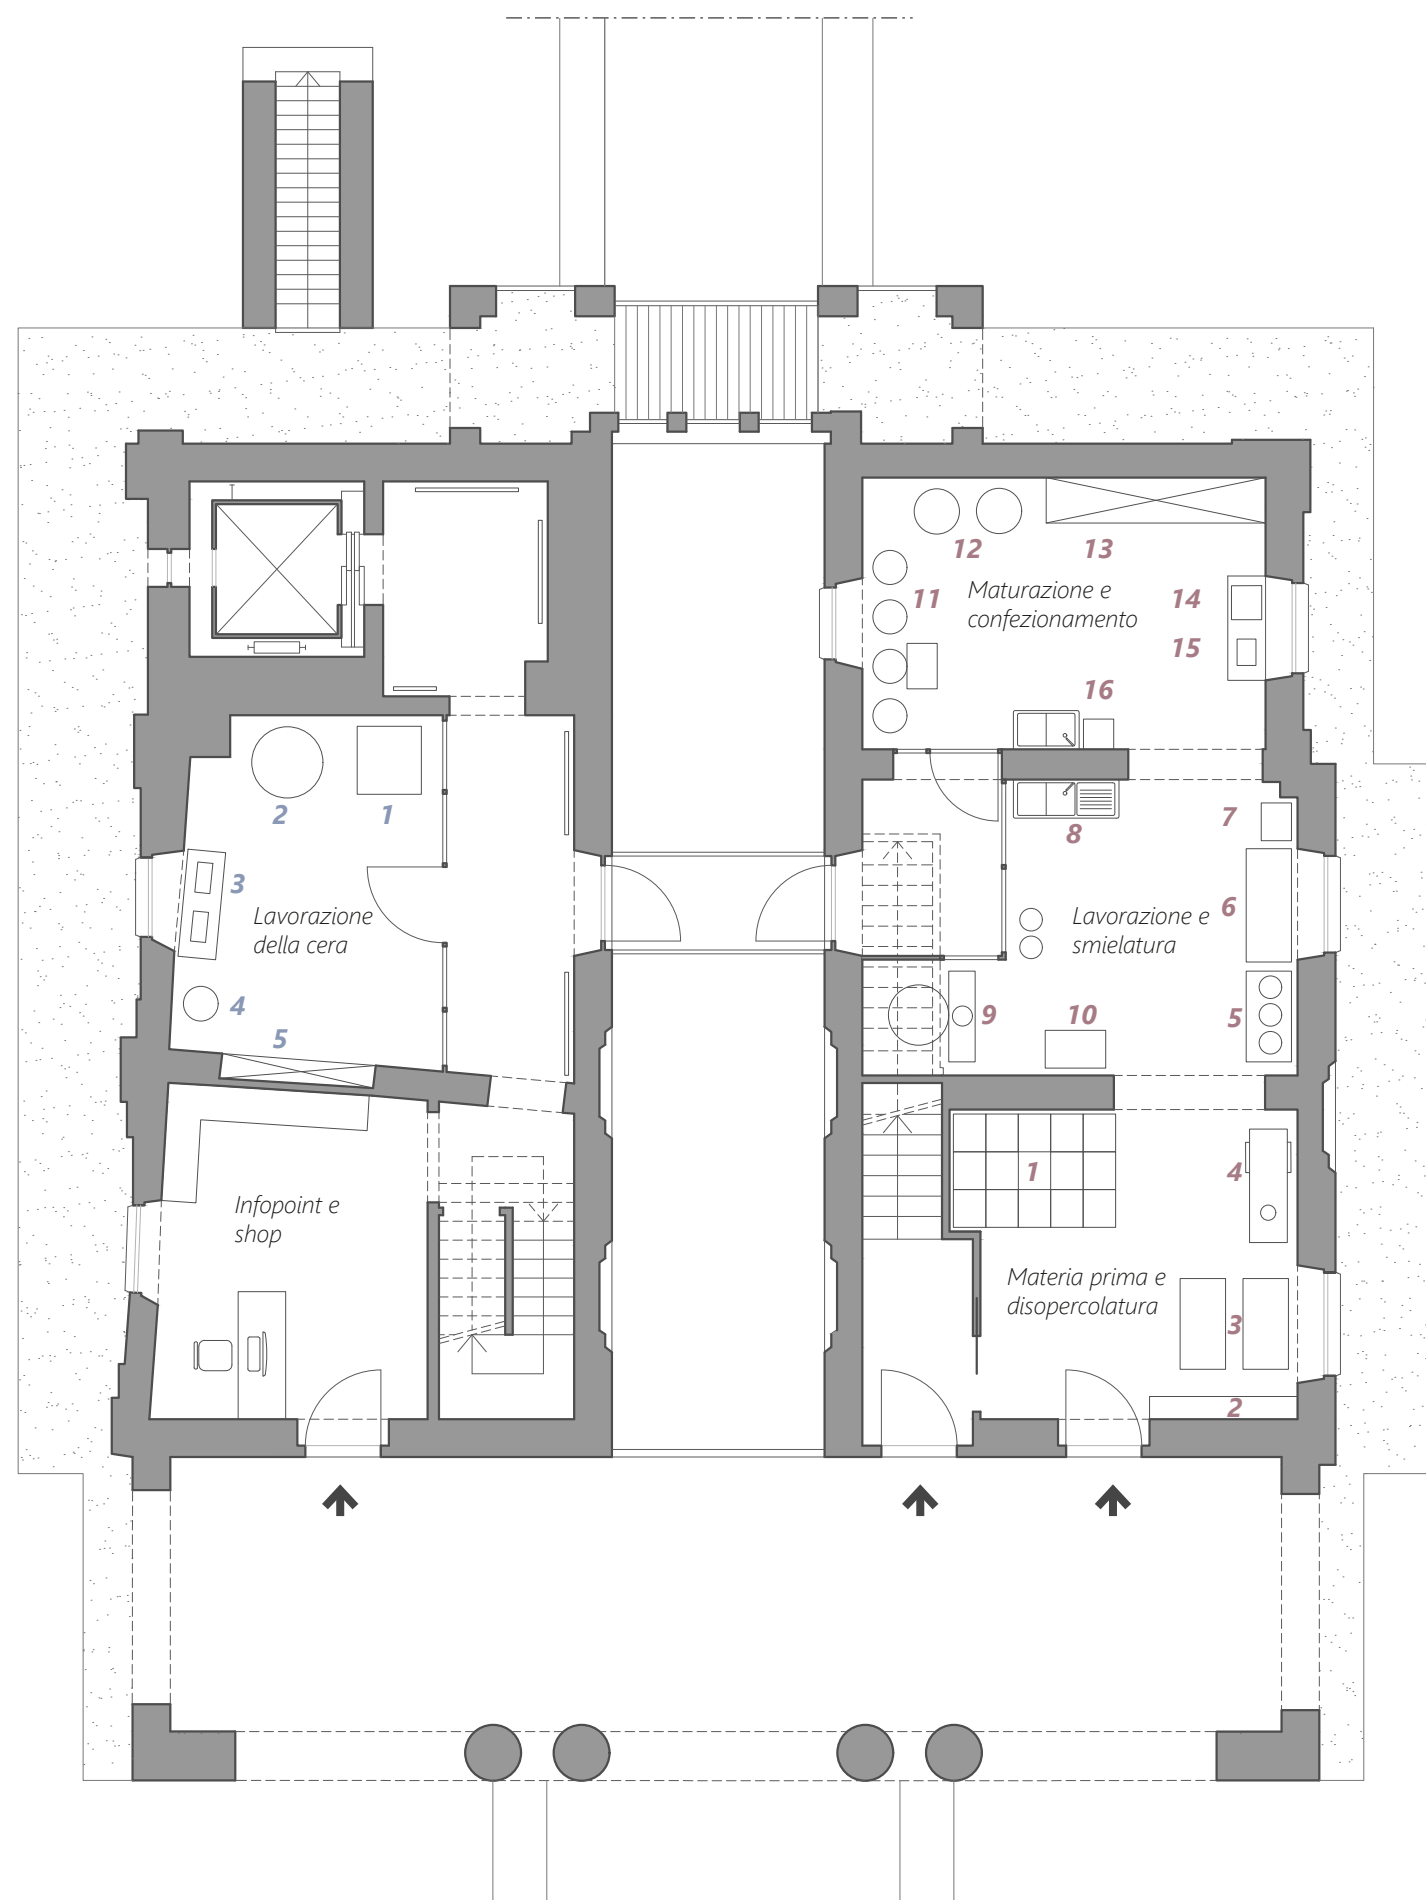 12
13
11
Maturazione e
confezionamento
14
15
16
2
1
3
Lavorazione
della cera
4
5
8
7
6
Lavorazione e
smielatura
9
10
5
Infopoint e
shop
1
4
Materia prima e
disopercolatura
3
2